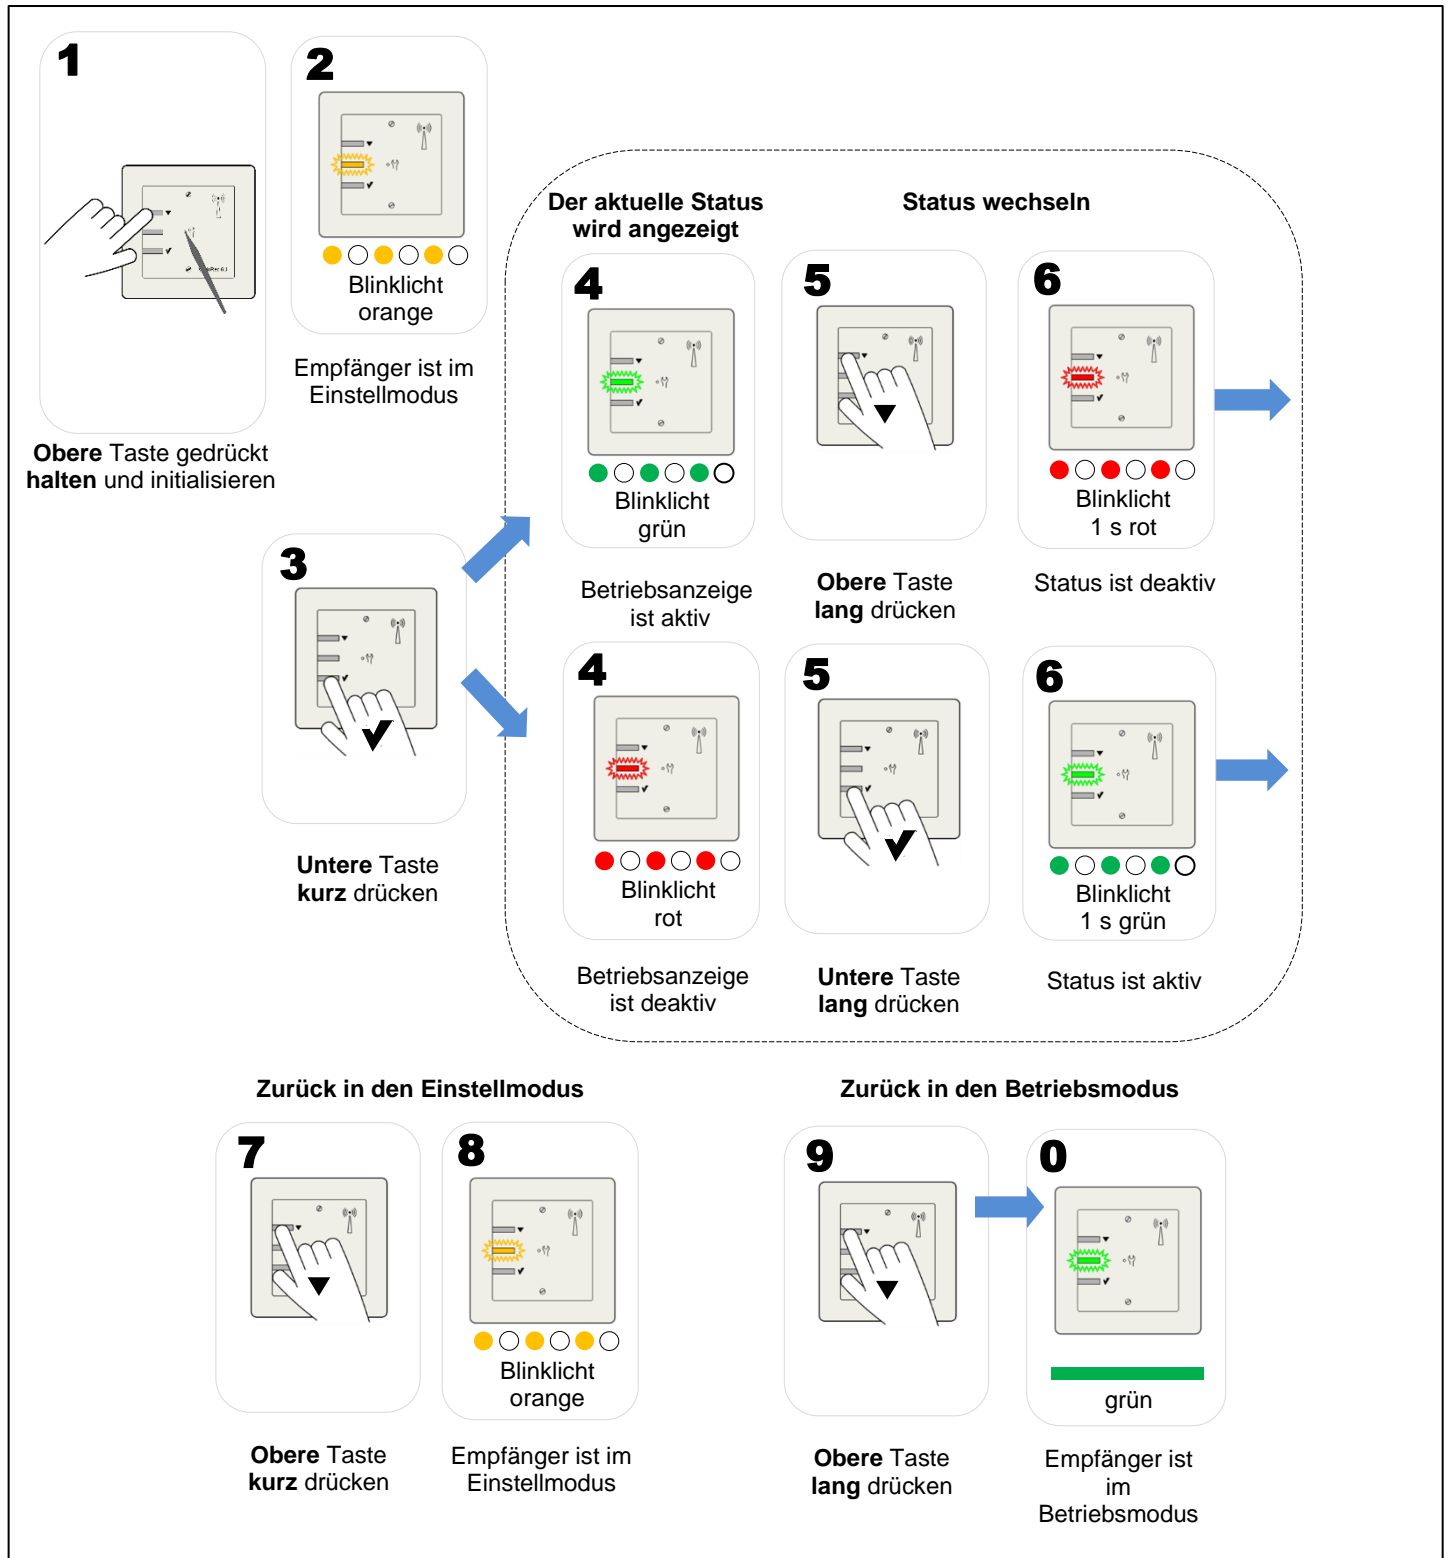 1
Obere Taste gedrückt
halten und initialisieren
2
Blinklicht
orange
Empfänger ist im
Einstellmodus
3
Untere Taste
kurz drücken
Der aktuelle Status
wird angezeigt
Status wechseln
4
Blinklicht
grün
Betriebsanzeige
ist aktiv
5
Obere Taste
lang drücken
6
Blinklicht
1 s rot
Status ist deaktiv
4
Blinklicht
rot
Betriebsanzeige
ist deaktiv
5
Untere Taste
lang drücken
6
Blinklicht
1 s grün
Status ist aktiv
Zurück in den Einstellmodus
7
Obere Taste
kurz drücken
8
Blinklicht
orange
Empfänger ist im
Einstellmodus
Zurück in den Betriebsmodus
9
Obere Taste
lang drücken
0
grün
Empfänger ist
im
Betriebsmodus